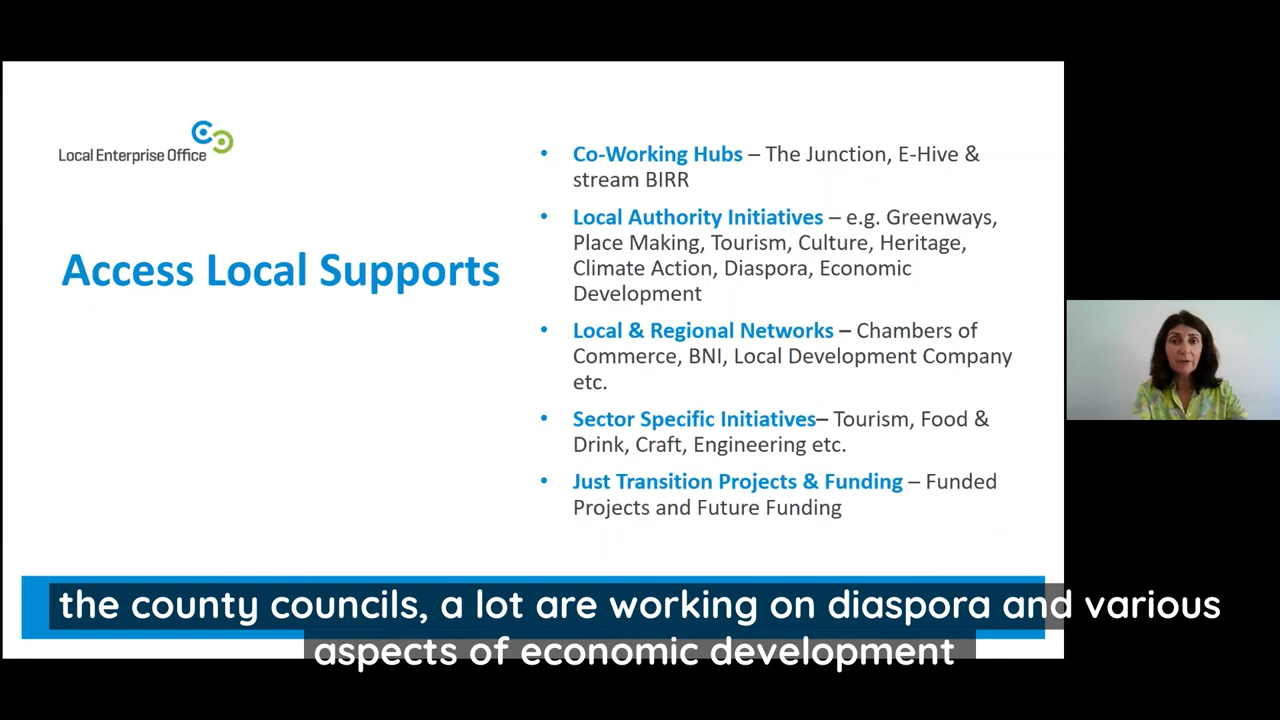 Local Enterprise Office
Access Local Supports
• Co-Working Hubs – The Junction, E-Hive &
stream BIRR
• Local Authority Initiatives – e.g. Greenways,
Place Making, Tourism, Culture, Heritage,
Climate Action, Diaspora, Economic
Development
• Local & Regional Networks – Chambers of
Commerce, BNI, Local Development Company
etc.
• Sector Specific Initiatives– Tourism, Food &
Drink, Craft, Engineering etc.
• Just Transition Projects & Funding – Funded
Projects and Future Funding
the county councils, a lot are working on diaspora and various
aspects of economic development